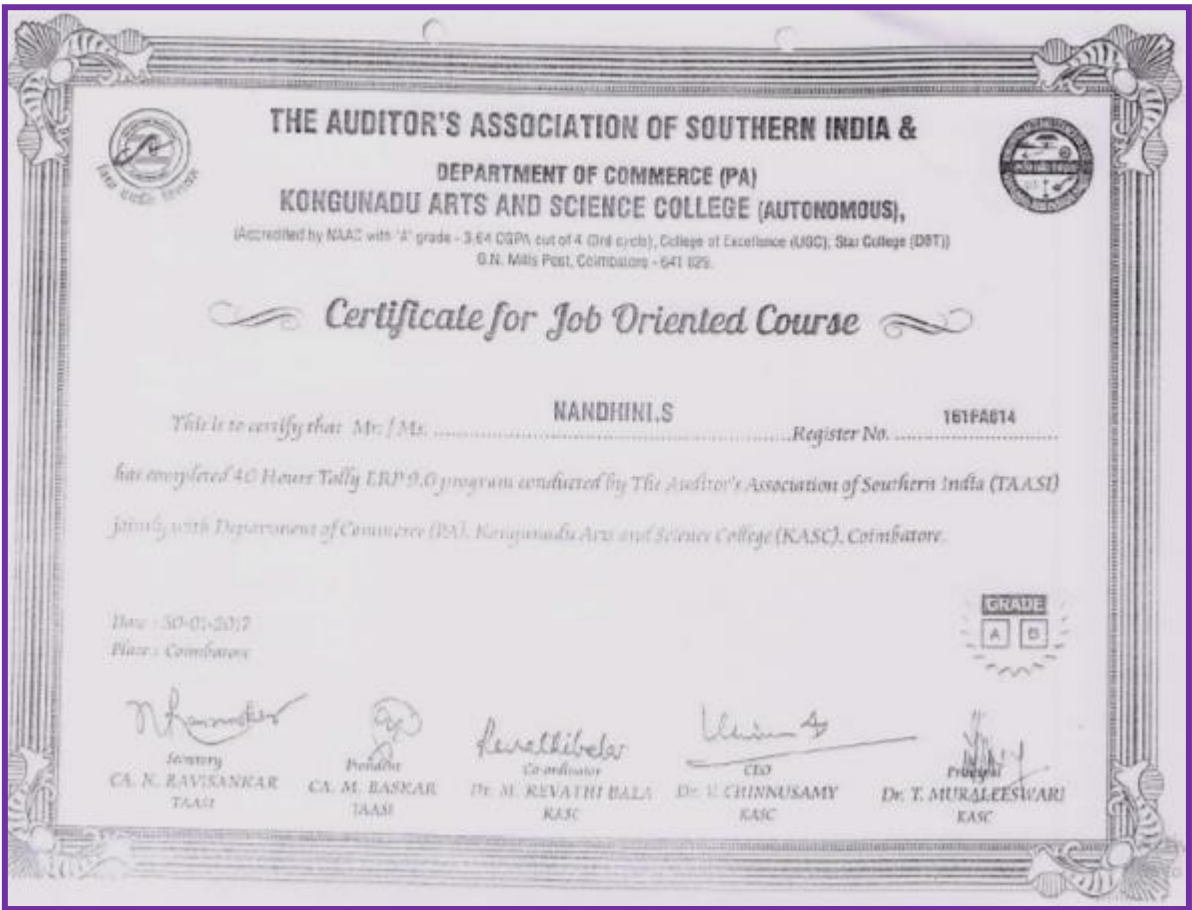 THE AUDITOR'S ASSOCIATION OF SOUTHERN INDIA &
DEPARTMENT OF COMMERCE (PA)
KONGUNADU ARTS AND SCIENCE COLLEGE (AUTONOMOUS),
(Accredited by NAAC with 'A' grade - 3.64 CGPA out of 4 (3rd cycle), College of Excellence (UGC), Star College (DBT))
G.N. Mills Post, Coimbatore - 641 029.
Certificate for Job Oriented Course
NANDHINI.S 161PA014
This is to certify that Mr. / Ms. Register No.
has completed 40 Hours Tally ERP 9.0 program conducted by The Auditor's Association of Southern India (TAASI)
jointly with Department of Commerce (PA), Kongunadu Arts and Science College (KASC), Coimbatore.
GRADE
A B
Date : 30-01-2017
Place : Coimbatore
Secretary President Co-ordinator CEO Principal
CA. N. RAVISANKAR CA. M. BASKAR Dr. M. REVATHI BALA Dr. V. CHINNUSAMY Dr. T. MURALEESWARI
TAASI TAASI KASC KASC KASC